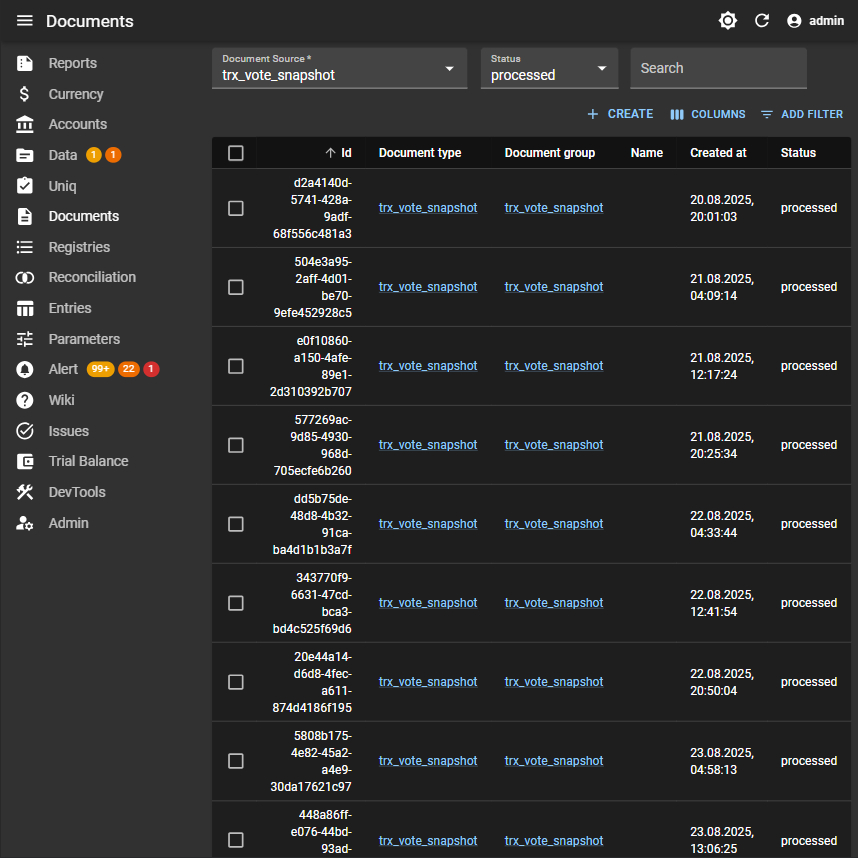 Documents
admin
Reports
Currency
Accounts
Data 1 1
Uniq
Documents
Registries
Reconciliation
Entries
Parameters
Alert 99+ 22 1
Wiki
Issues
Trial Balance
DevTools
Admin
Document Source *
trx_vote_snapshot
Status
processed
Search
CREATE COLUMNS ADD FILTER
Id Document type Document group Name Created at Status
d2a4140d-
5741-428a-
9adf-
68f556c481a3
trx_vote_snapshot trx_vote_snapshot
20.08.2025,
20:01:03
processed
504e3a95-
2aff-4d01-
be70-
9efe452928c5
trx_vote_snapshot trx_vote_snapshot
21.08.2025,
04:09:14
processed
e0f10860-
a150-4afe-
89e1-
2d310392b707
trx_vote_snapshot trx_vote_snapshot
21.08.2025,
12:17:24
processed
577269ac-
9d85-4930-
968d-
705ecfe6b260
trx_vote_snapshot trx_vote_snapshot
21.08.2025,
20:25:34
processed
dd5b75de-
48d8-4b32-
91ca-
ba4d1b1b3a7f
trx_vote_snapshot trx_vote_snapshot
22.08.2025,
04:33:44
processed
343770f9-
6631-47cd-
bca3-
bd4c525f69d6
trx_vote_snapshot trx_vote_snapshot
22.08.2025,
12:41:54
processed
20e44a14-
d6d8-4fec-
a611-
874d4186f195
trx_vote_snapshot trx_vote_snapshot
22.08.2025,
20:50:04
processed
5808b175-
4e82-45a2-
a4e9-
30da17621c97
trx_vote_snapshot trx_vote_snapshot
23.08.2025,
04:58:13
processed
448a86ff-
e076-44bd-
93ad-
trx_vote_snapshot trx_vote_snapshot
23.08.2025,
13:06:25
processed